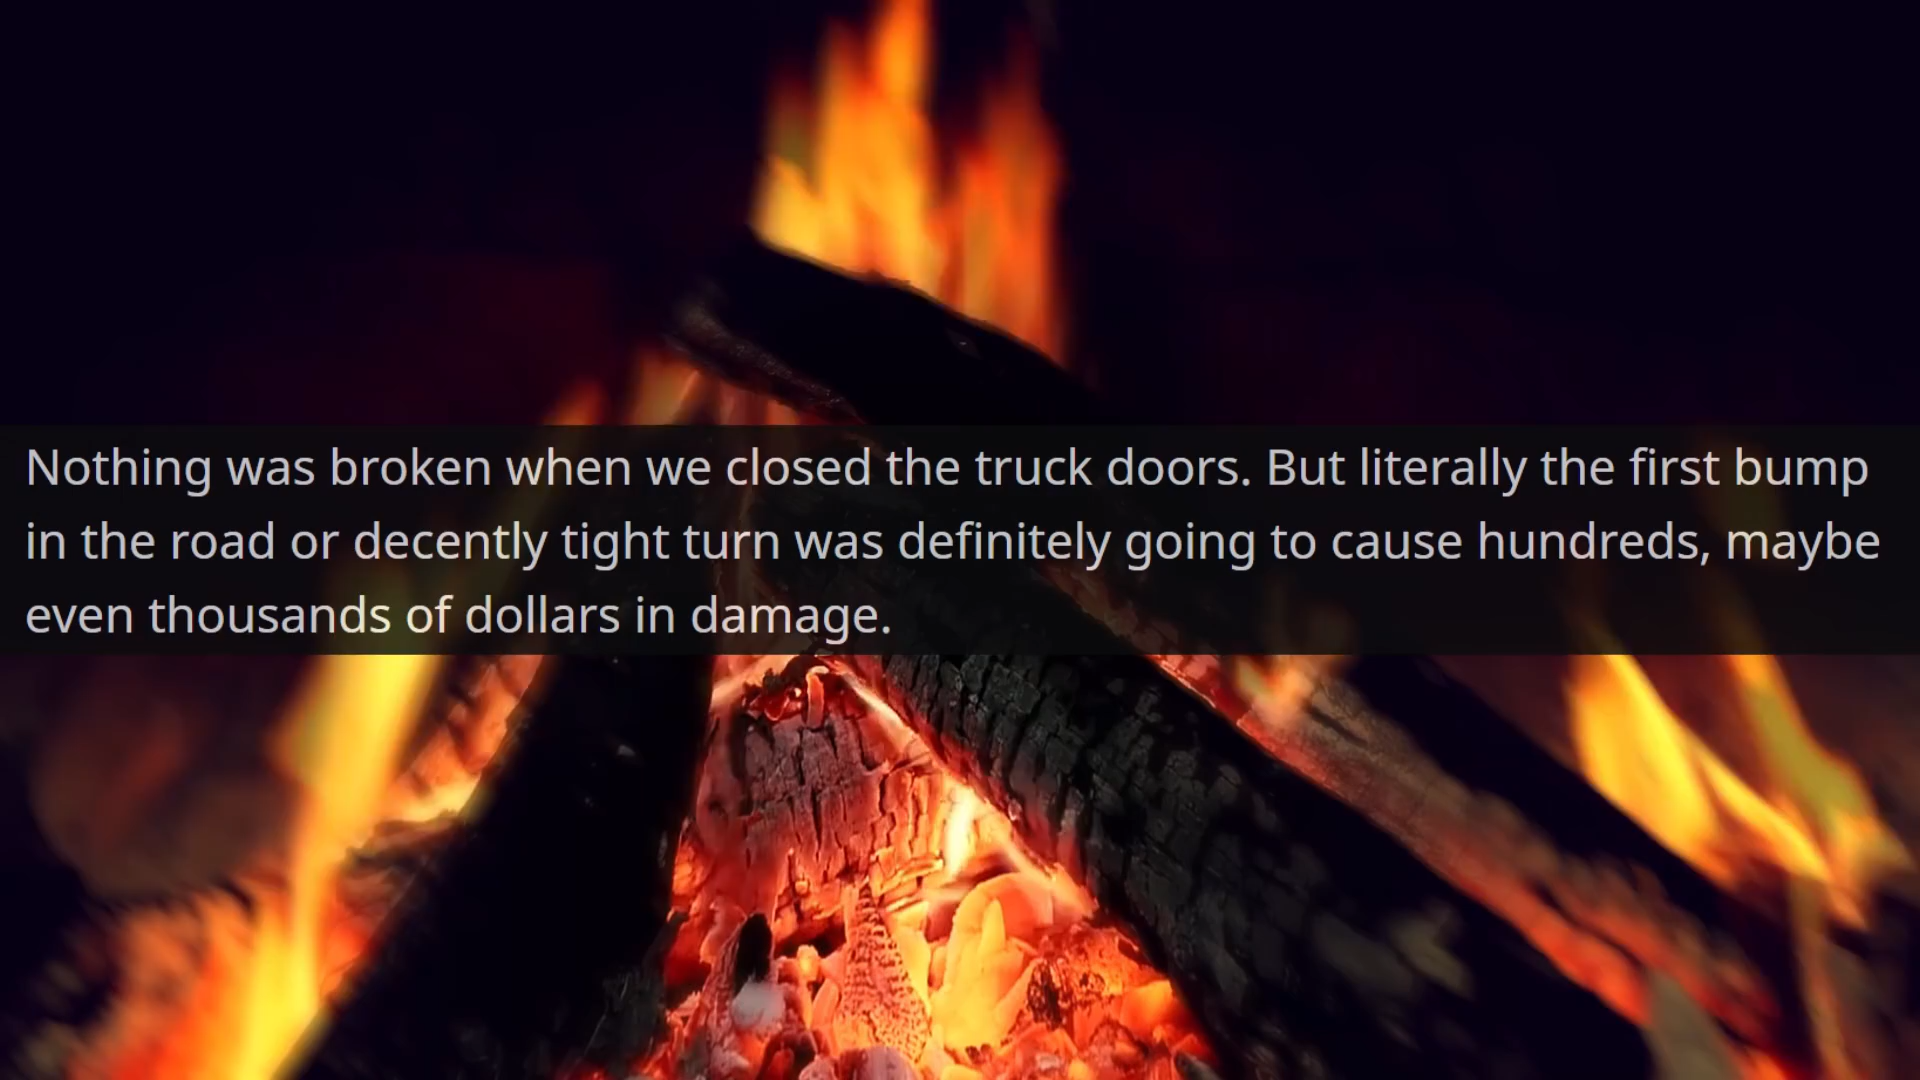 Nothing was broken when we closed the truck doors. But literally the first bump
in the road or decently tight turn was definitely going to cause hundreds, maybe
even thousands of dollars in damage.